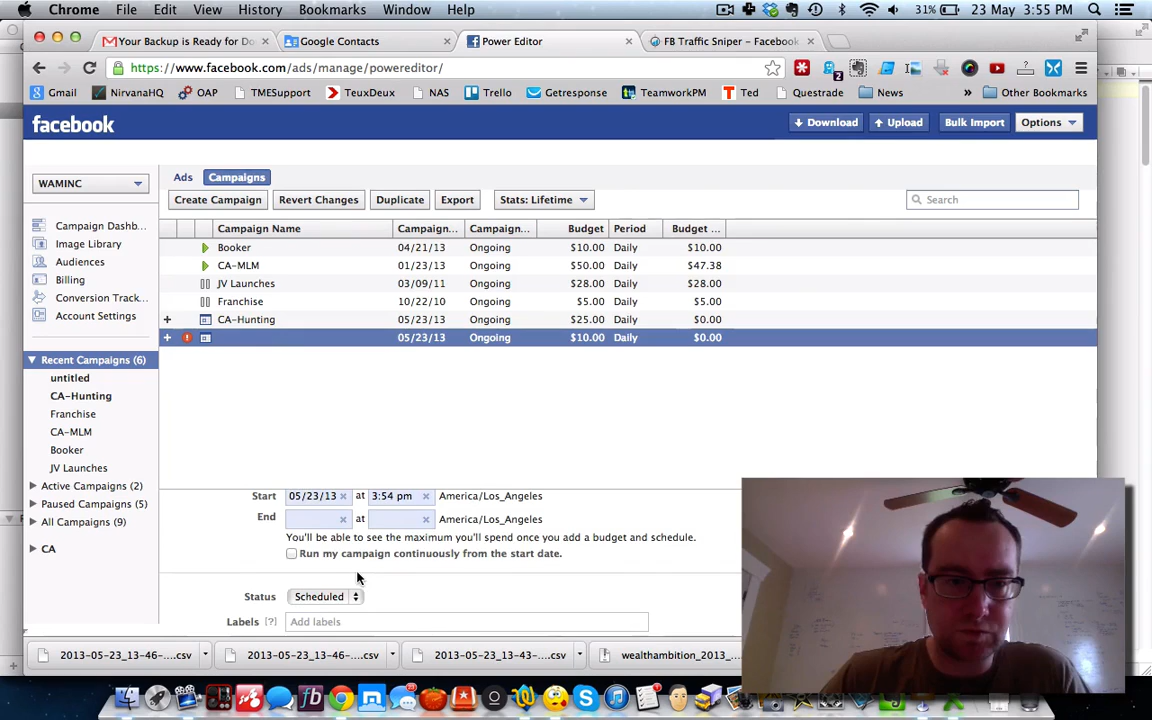 Chrome File Edit View History Bookmarks Window Help 31% 23 May 3:55 PM
Your Backup is Ready for Do Google Contacts Power Editor FB Traffic Sniper – Facebook
https://www.facebook.com/ads/manage/powereditor/
Gmail NirvanaHQ OAP TMESupport TeuxDeux NAS Trello Getresponse TeamworkPM Ted Questrade News » Other Bookmarks
facebook Download Upload Bulk Import Options
WAMINC
Ads Campaigns
Create Campaign Revert Changes Duplicate Export Stats: Lifetime Search
Campaign Name Campaign... Campaign... Budget Period Budget ...
Booker 04/21/13 Ongoing $10.00 Daily $10.00
CA-MLM 01/23/13 Ongoing $50.00 Daily $47.38
JV Launches 03/09/11 Ongoing $28.00 Daily $28.00
Franchise 10/22/10 Ongoing $5.00 Daily $5.00
+ CA-Hunting 05/23/13 Ongoing $25.00 Daily $0.00
+ 05/23/13 Ongoing $10.00 Daily $0.00
Campaign Dashb...
Image Library
Audiences
Billing
Conversion Track...
Account Settings
Recent Campaigns (6)
untitled
CA-Hunting
Franchise
CA-MLM
Booker
JV Launches
Active Campaigns (2)
Paused Campaigns (5)
All Campaigns (9)
CA
Start 05/23/13 × at 3:54 pm × America/Los_Angeles
End × at × America/Los_Angeles
You'll be able to see the maximum you'll spend once you add a budget and schedule.
Run my campaign continuously from the start date.
Status Scheduled
Labels [?] Add labels
2013-05-23_13-46-....csv 2013-05-23_13-46-....csv 2013-05-23_13-43-....csv wealthambition_2013_...